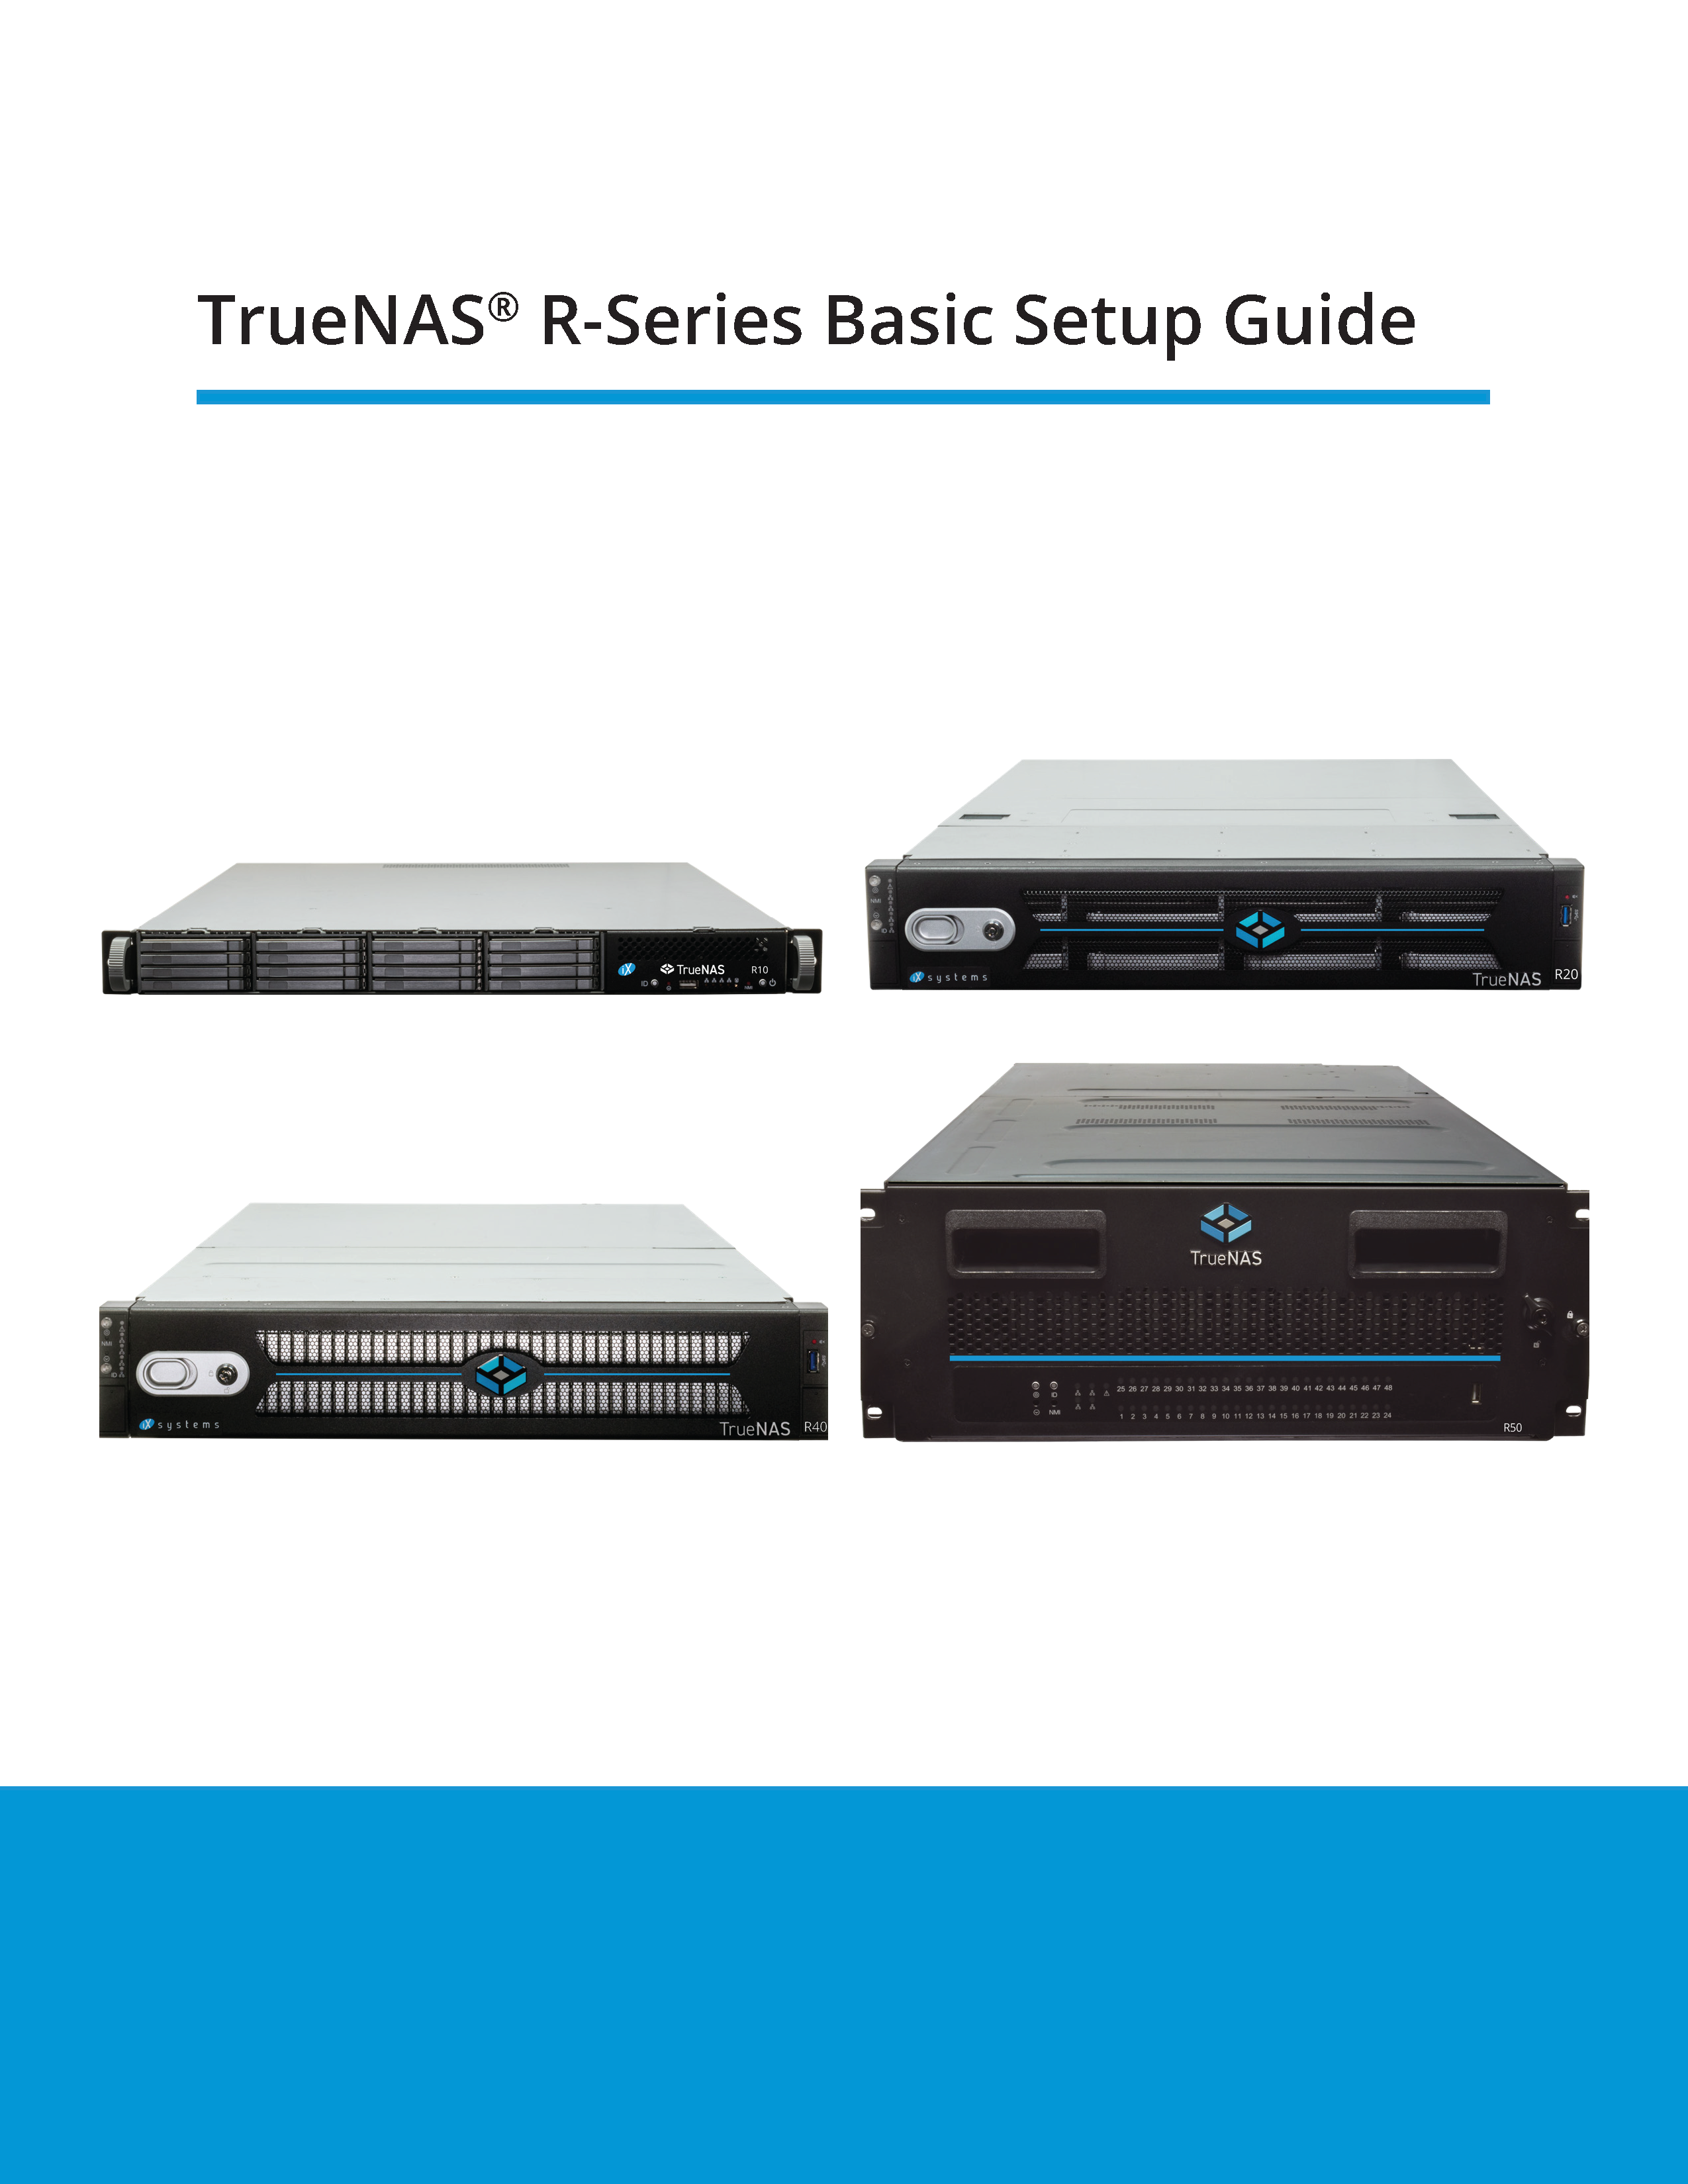 TrueNAS® R-Series Basic Setup Guide
iX TrueNAS R10
ID NMI
NMI
ID
iX systems TrueNAS R20
NMI
ID
iX systems TrueNAS R40
TrueNAS
ID 25 26 27 28 29 30 31 32 33 34 35 36 37 38 39 40 41 42 43 44 45 46 47 48
NMI 1 2 3 4 5 6 7 8 9 10 11 12 13 14 15 16 17 18 19 20 21 22 23 24
R50